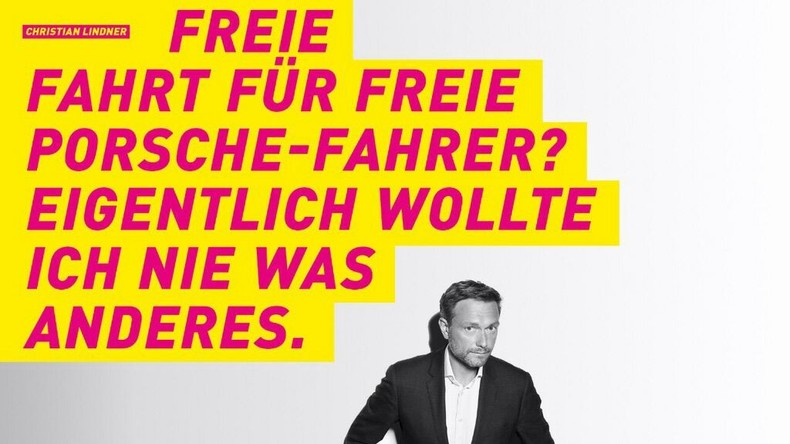 CHRISTIAN LINDNER
FREIE
FAHRT FÜR FREIE
PORSCHE-FAHRER?
EIGENTLICH WOLLTE
ICH NIE WAS
ANDERES.